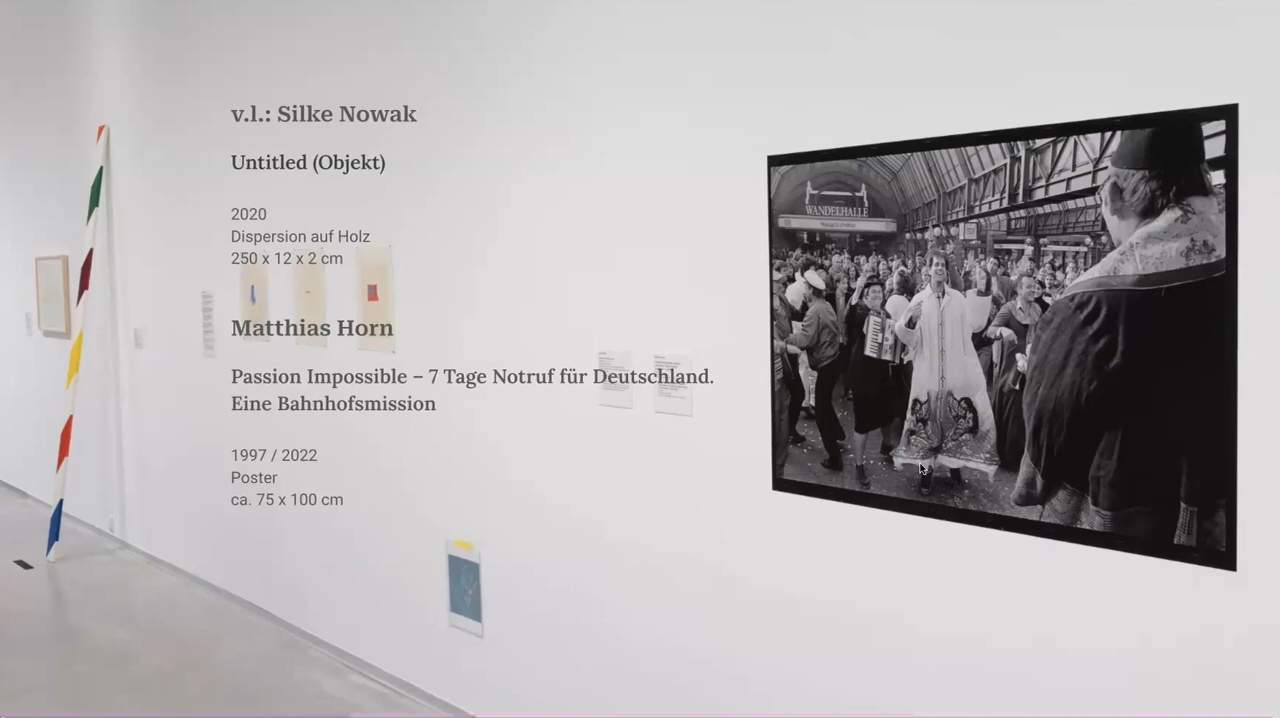 v.l.: Silke Nowak
Untitled (Objekt)
2020
Dispersion auf Holz
250 x 12 x 2 cm
Matthias Horn
Passion Impossible – 7 Tage Notruf für Deutschland.
Eine Bahnhofsmission
1997 / 2022
Poster
ca. 75 x 100 cm
WANDELHALLE